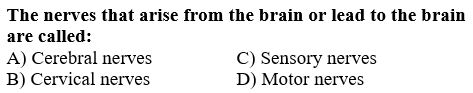 The nerves that arise from the brain or lead to the brain
are called:
A) Cerebral nerves C) Sensory nerves
B) Cervical nerves D) Motor nerves